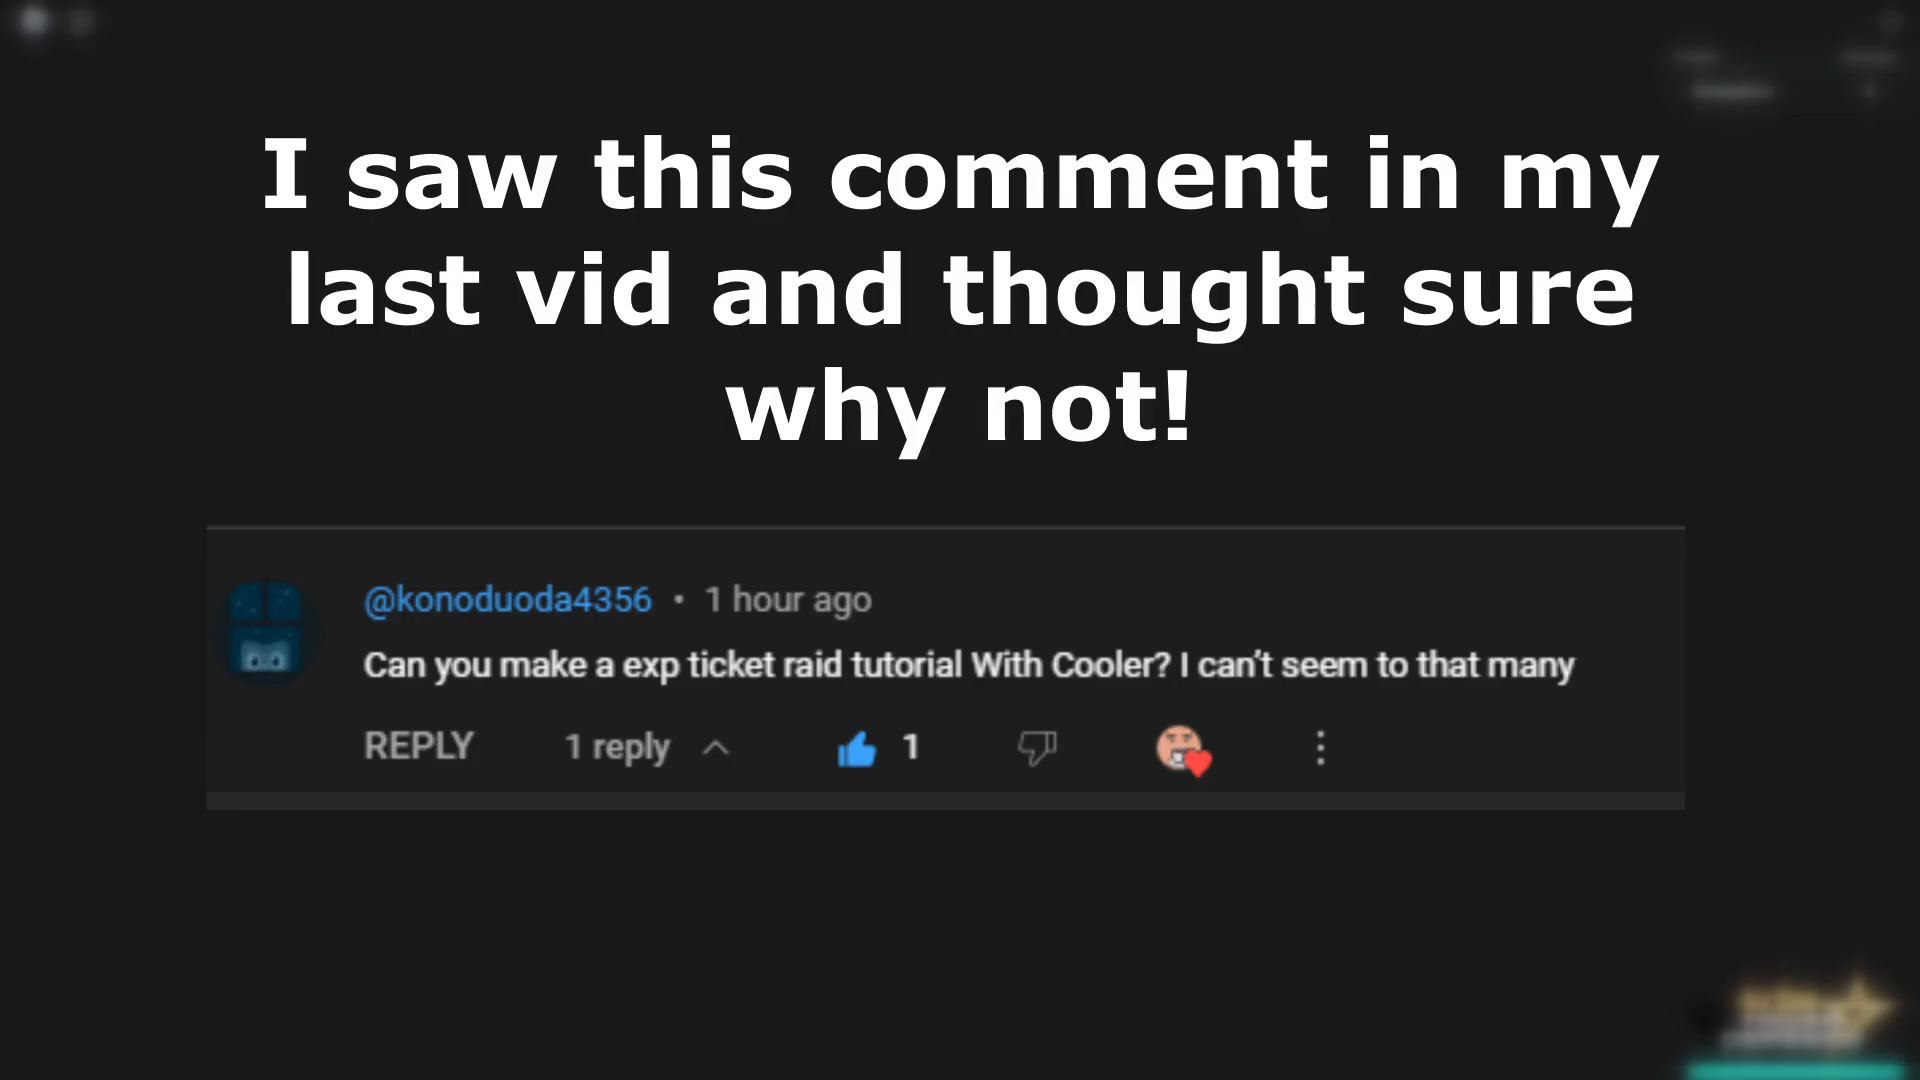 I saw this comment in my
last vid and thought sure
why not!
@konoduoda4356 • 1 hour ago
Can you make a exp ticket raid tutorial With Cooler? I can't seem to that many
REPLY 1 reply 1